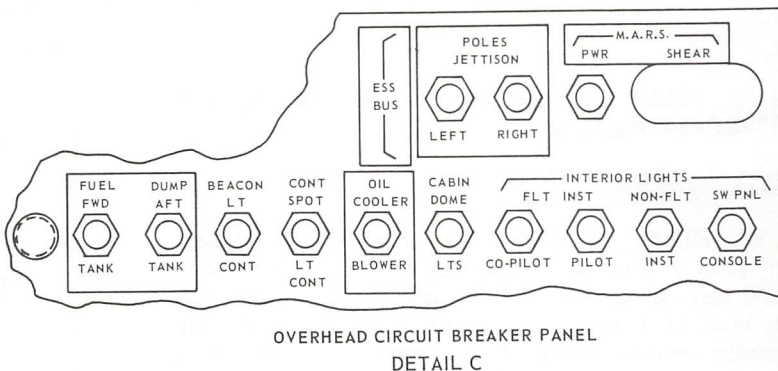 M.A.R.S.
POLES
JETTISON
PWR SHEAR
ESS
BUS
LEFT RIGHT
INTERIOR LIGHTS
FUEL DUMP BEACON CONT OIL CABIN
FWD AFT LT SPOT COOLER DOME FLT INST NON-FLT SW PNL
TANK TANK CONT LT BLOWER LTS CO-PILOT PILOT INST CONSOLE
CONT
OVERHEAD CIRCUIT BREAKER PANEL
DETAIL C